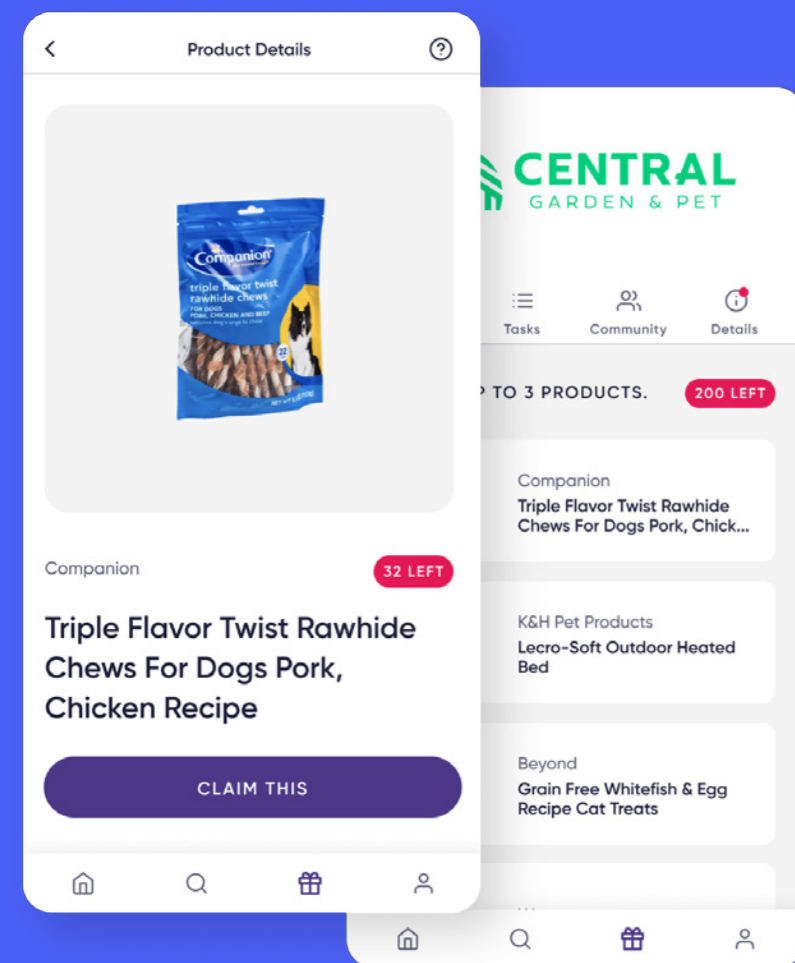 Product Details
Companion
triple flavor twist
rawhide chews
FOR DOGS
PORK, CHICKEN AND BEEF
22
Companion
32 LEFT
Triple Flavor Twist Rawhide
Chews For Dogs Pork,
Chicken Recipe
CLAIM THIS
CENTRAL
GARDEN & PET
Tasks
Community
Details
TO 3 PRODUCTS.
200 LEFT
Companion
Triple Flavor Twist Rawhide
Chews For Dogs Pork, Chick...
K&H Pet Products
Lecro-Soft Outdoor Heated
Bed
Beyond
Grain Free Whitefish & Egg
Recipe Cat Treats